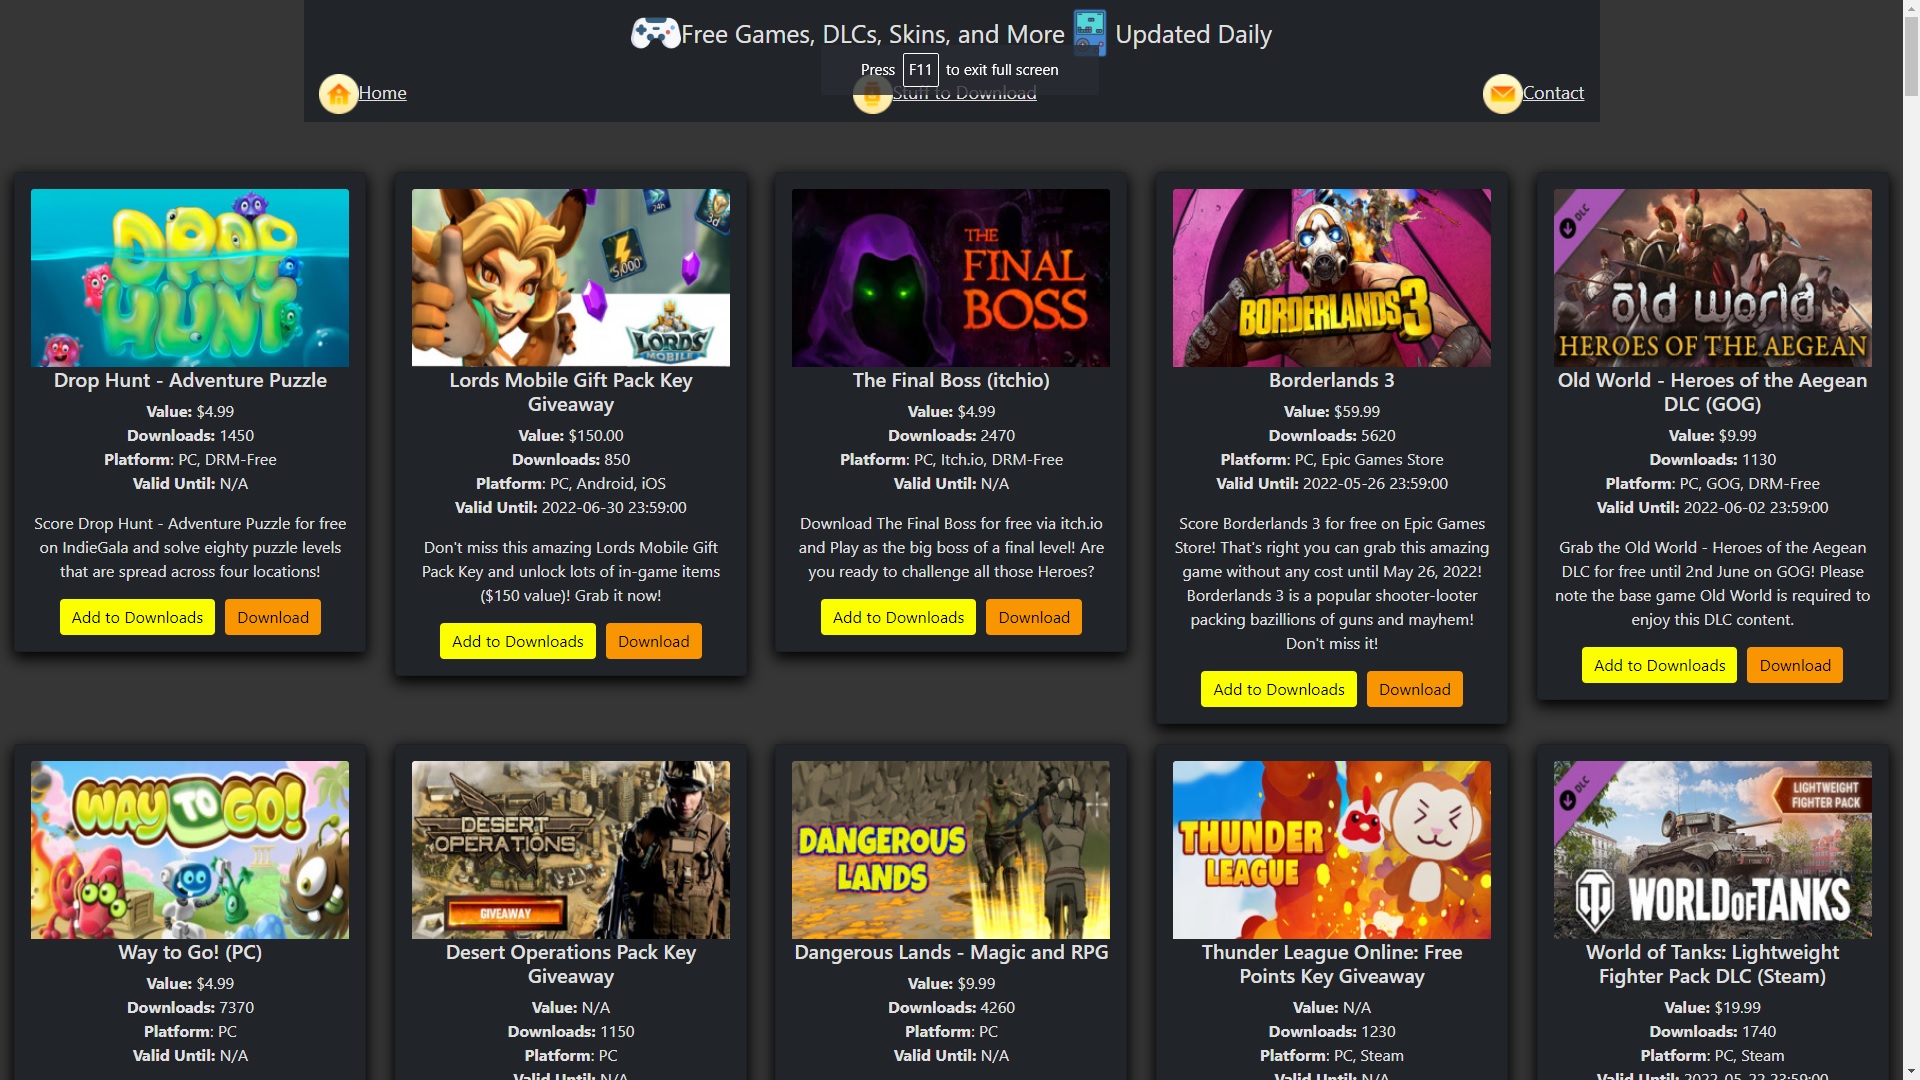 Free Games, DLCs, Skins, and More Updated Daily
Press F11 to exit full screen
Home
Stuff to Download
Contact
DROP HUNT
Drop Hunt - Adventure Puzzle
Value: $4.99
Downloads: 1450
Platform: PC, DRM-Free
Valid Until: N/A
Score Drop Hunt - Adventure Puzzle for free
on IndieGala and solve eighty puzzle levels
that are spread across four locations!
Add to Downloads
Download
24h
3d
5,000
LORDS
MOBILE
Lords Mobile Gift Pack Key
Giveaway
Value: $150.00
Downloads: 850
Platform: PC, Android, iOS
Valid Until: 2022-06-30 23:59:00
Don't miss this amazing Lords Mobile Gift
Pack Key and unlock lots of in-game items
($150 value)! Grab it now!
Add to Downloads
Download
THE
FINAL
BOSS
The Final Boss (itchio)
Value: $4.99
Downloads: 2470
Platform: PC, Itch.io, DRM-Free
Valid Until: N/A
Download The Final Boss for free via itch.io
and Play as the big boss of a final level! Are
you ready to challenge all those Heroes?
Add to Downloads
Download
BORDERLANDS 3
Borderlands 3
Value: $59.99
Downloads: 5620
Platform: PC, Epic Games Store
Valid Until: 2022-05-26 23:59:00
Score Borderlands 3 for free on Epic Games
Store! That's right you can grab this amazing
game without any cost until May 26, 2022!
Borderlands 3 is a popular shooter-looter
packing bazillions of guns and mayhem!
Don't miss it!
Add to Downloads
Download
DLC
ōld world
HEROES OF THE AEGEAN
Old World - Heroes of the Aegean
DLC (GOG)
Value: $9.99
Downloads: 1130
Platform: PC, GOG, DRM-Free
Valid Until: 2022-06-02 23:59:00
Grab the Old World - Heroes of the Aegean
DLC for free until 2nd June on GOG! Please
note the base game Old World is required to
enjoy this DLC content.
Add to Downloads
Download
WAY TO GO!
Way to Go! (PC)
Value: $4.99
Downloads: 7370
Platform: PC
Valid Until: N/A
DESERT
OPERATIONS
GIVEAWAY
Desert Operations Pack Key
Giveaway
Value: N/A
Downloads: 1150
Platform: PC
Valid Until: N/A
DANGEROUS
LANDS
Dangerous Lands - Magic and RPG
Value: $9.99
Downloads: 4260
Platform: PC
Valid Until: N/A
THUNDER
LEAGUE
Thunder League Online: Free
Points Key Giveaway
Value: N/A
Downloads: 1230
Platform: PC, Steam
Valid Until: N/A
DLC
LIGHTWEIGHT
FIGHTER PACK
WORLD OF TANKS
World of Tanks: Lightweight
Fighter Pack DLC (Steam)
Value: $19.99
Downloads: 1740
Platform: PC, Steam
Valid Until: 2022-05-22 23:59:00